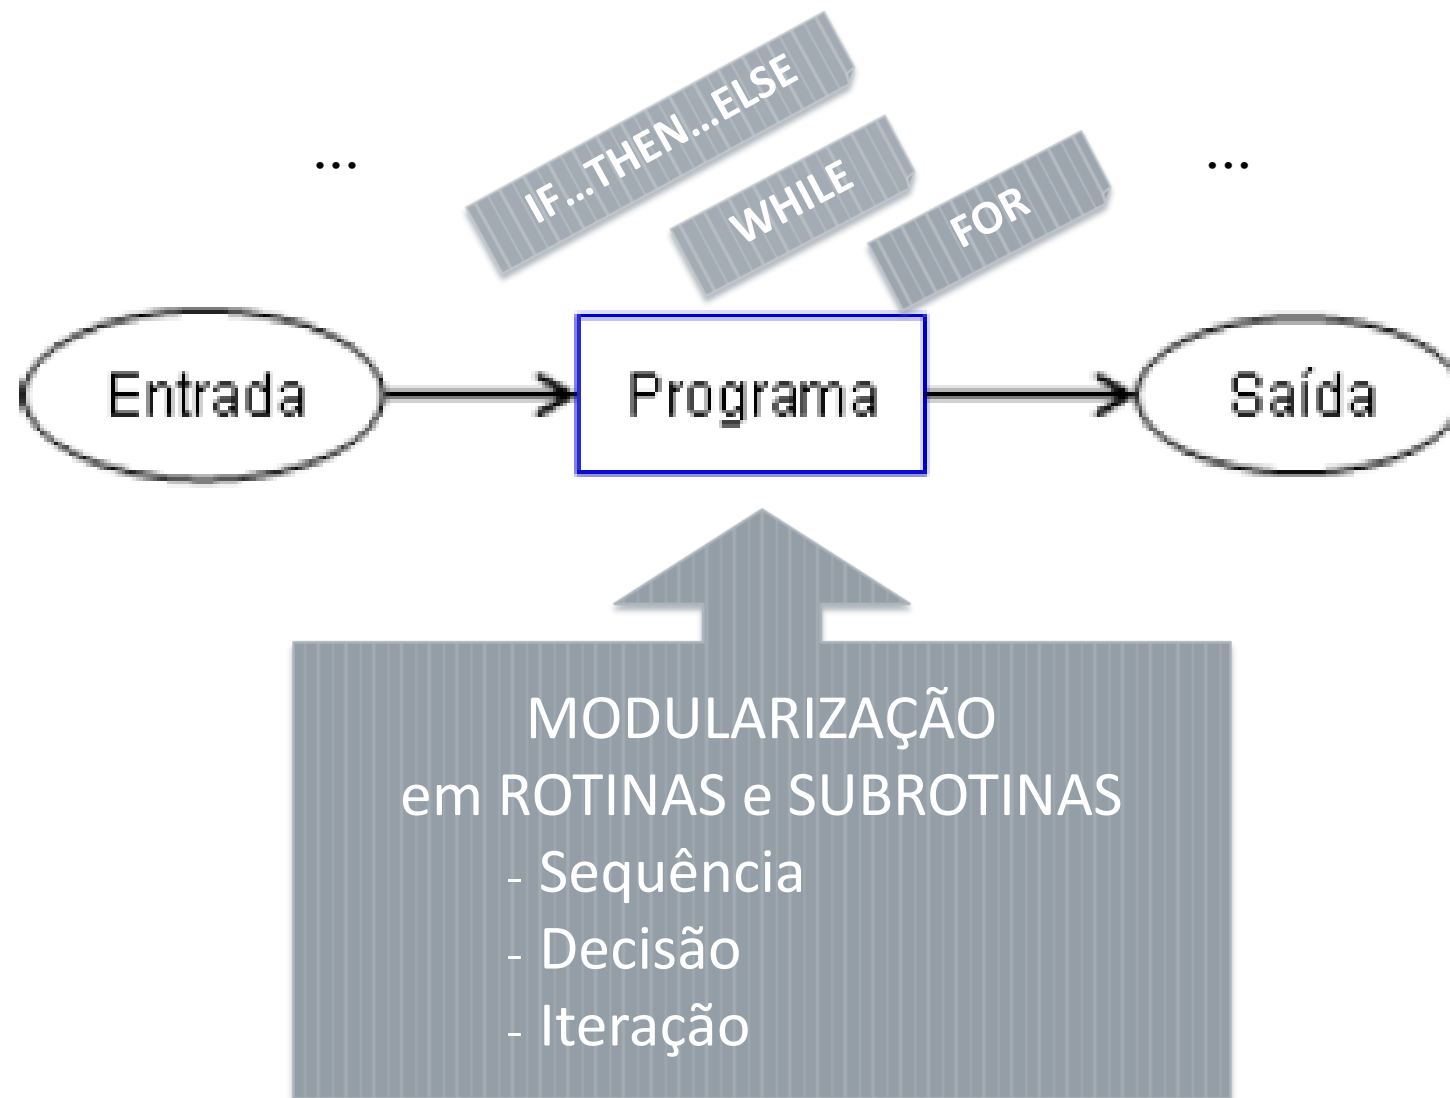 IF...THEN...ELSE
...
WHILE
...
FOR
Entrada
Programa
Saída
MODULARIZAÇÃO
em ROTINAS e SUBROTINAS
- Sequência
- Decisão
- Iteração